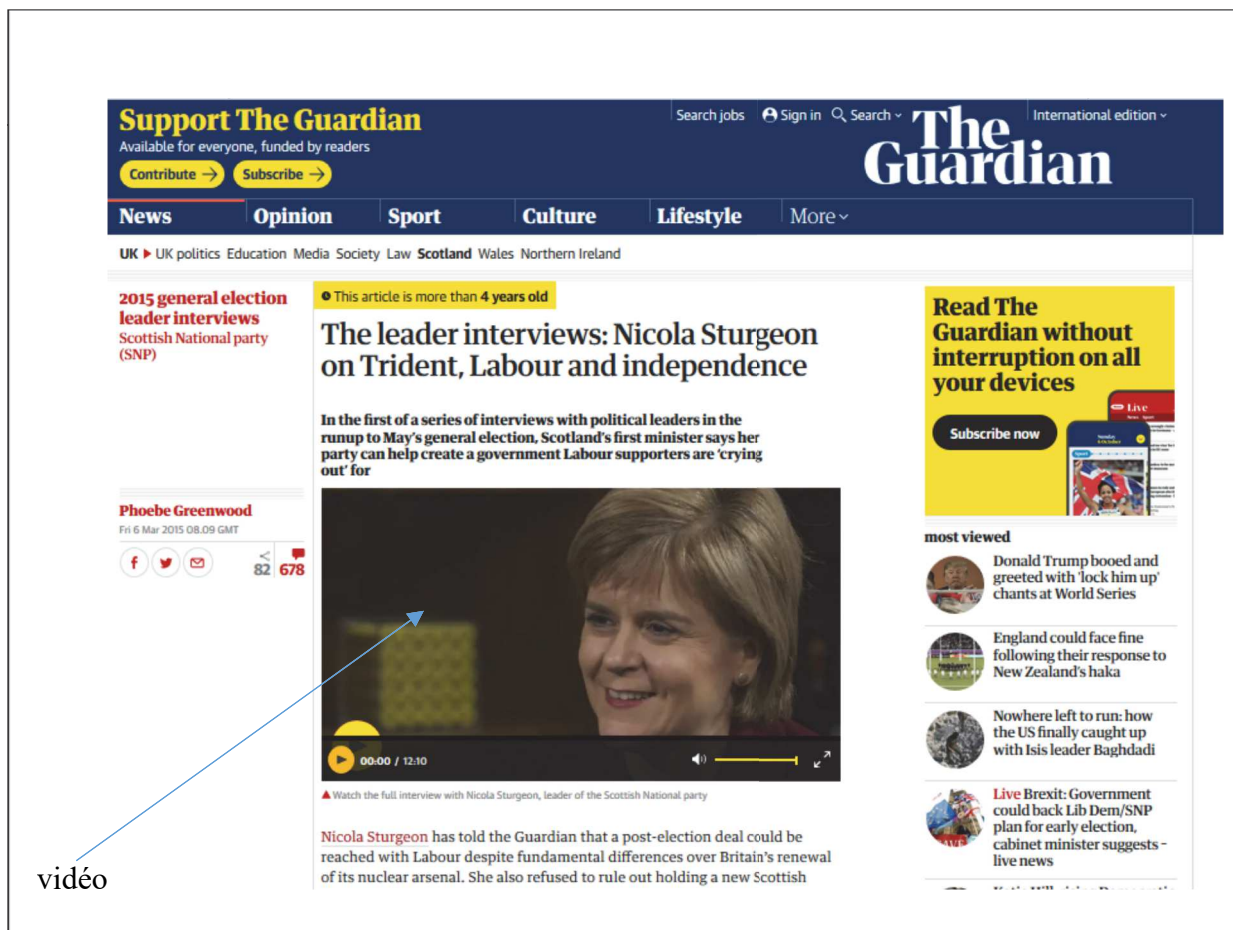 Support The Guardian
Available for everyone, funded by readers
Contribute →
Subscribe →
Search jobs
Sign in
Search
International edition
The
Guardian
News
Opinion
Sport
Culture
Lifestyle
More
UK UK politics Education Media Society Law Scotland Wales Northern Ireland
2015 general election
leader interviews
Scottish National party
(SNP)
This article is more than 4 years old
The leader interviews: Nicola Sturgeon
on Trident, Labour and independence
In the first of a series of interviews with political leaders in the
runup to May's general election, Scotland's first minister says her
party can help create a government Labour supporters are ‘crying
out’ for
Phoebe Greenwood
Fri 6 Mar 2015 08.09 GMT
82
678
00:00 / 12:10
Watch the full interview with Nicola Sturgeon, leader of the Scottish National party
Nicola Sturgeon has told the Guardian that a post-election deal could be
reached with Labour despite fundamental differences over Britain's renewal
of its nuclear arsenal. She also refused to rule out holding a new Scottish
vidéo
Read The
Guardian without
interruption on all
your devices
Subscribe now
Live
most viewed
Donald Trump booed and
greeted with 'lock him up'
chants at World Series
England could face fine
following their response to
New Zealand's haka
Nowhere left to run: how
the US finally caught up
with Isis leader Baghdadi
Live Brexit: Government
could back Lib Dem/SNP
plan for early election,
cabinet minister suggests –
live news